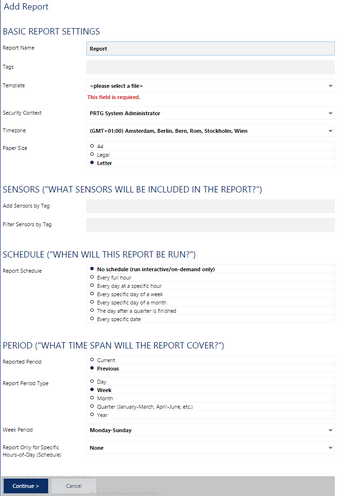 Add Report
BASIC REPORT SETTINGS
Report Name
Report
Tags
Template
<please select a file>
This field is required.
Security Context
PRTG System Administrator
Timezone
(GMT+01:00) Amsterdam, Berlin, Bern, Rom, Stockholm, Wien
Paper Size
A4
Legal
Letter
SENSORS ("WHAT SENSORS WILL BE INCLUDED IN THE REPORT?")
Add Sensors by Tag
Filter Sensors by Tag
SCHEDULE ("WHEN WILL THIS REPORT BE RUN?")
Report Schedule
No schedule (run interactive/on-demand only)
Every full hour
Every day at a specific hour
Every specific day of a week
Every specific day of a month
The day after a quarter is finished
Every specific date
PERIOD ("WHAT TIME SPAN WILL THE REPORT COVER?")
Reported Period
Current
Previous
Report Period Type
Day
Week
Month
Quarter (January-March, April-June, etc.)
Year
Week Period
Monday-Sunday
Report Only for Specific
Hours-of-Day (Schedule)
None
Continue >
Cancel